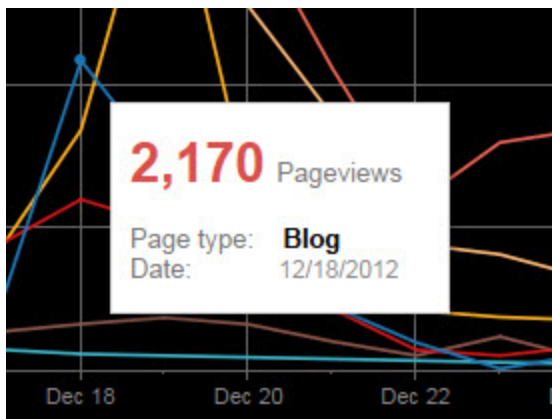 2,170 Pageviews
Page type: Blog
Date: 12/18/2012
Dec 18 Dec 20 Dec 22